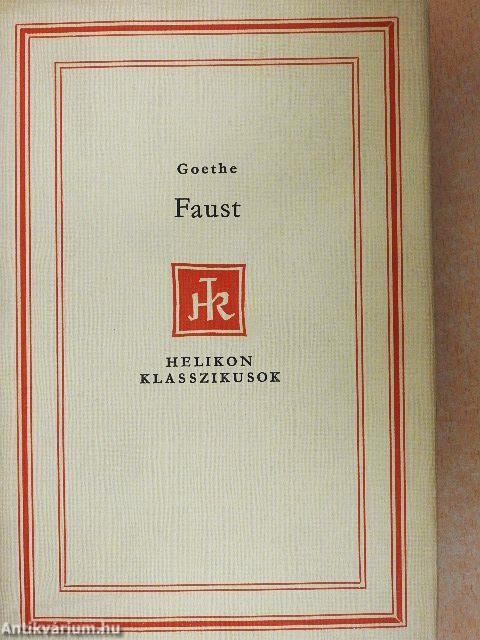 Goethe
Faust
HK
HELIKON
KLASSZIKUSOK
Antikvárium.hu